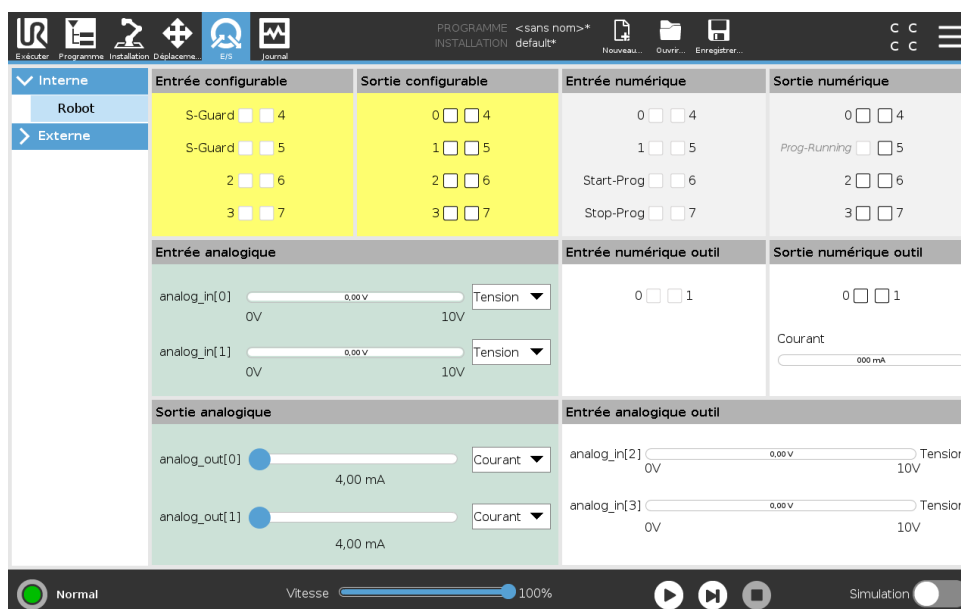 UR
PROGRAMME <sans nom>*
INSTALLATION default*
Exécuter Programme Installation Déplaceme... E/S Journal
Nouveau... Ouvrir... Enregistrer...
C C
C C
Interne
Robot
Externe
Entrée configurable Sortie configurable Entrée numérique Sortie numérique
S-Guard 4 0 4 0 4 0 4
S-Guard 5 1 5 1 5 Prog-Running 5
2 6 2 6 Start-Prog 6 2 6
3 7 3 7 Stop-Prog 7 3 7
Entrée analogique Entrée numérique outil Sortie numérique outil
analog_in[0] 0,00 V Tension 0 1 0 1
0V 10V
Courant
analog_in[1] 0,00 V Tension 000 mA
0V 10V
Sortie analogique Entrée analogique outil
analog_out[0] Courant analog_in[2] 0,00 V Tension
4,00 mA 0V 10V
analog_out[1] Courant analog_in[3] 0,00 V Tension
4,00 mA 0V 10V
Normal Vitesse 100% Simulation